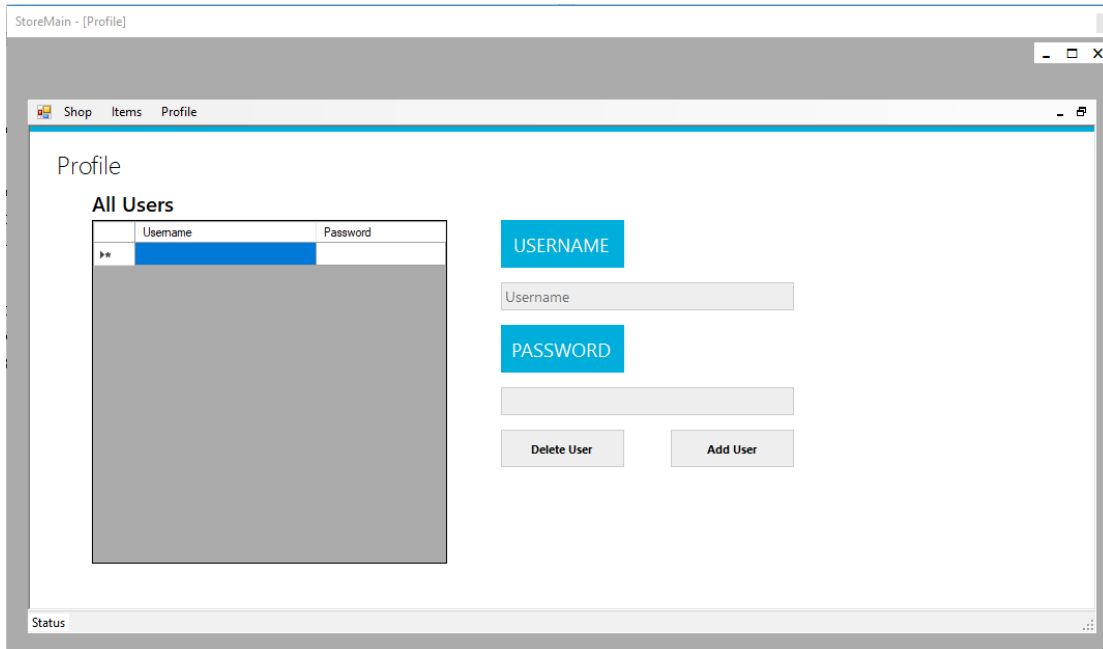 StoreMain - [Profile]
Shop Items Profile
Profile
All Users
Username Password
USERNAME
Username
PASSWORD
Delete User Add User
Status